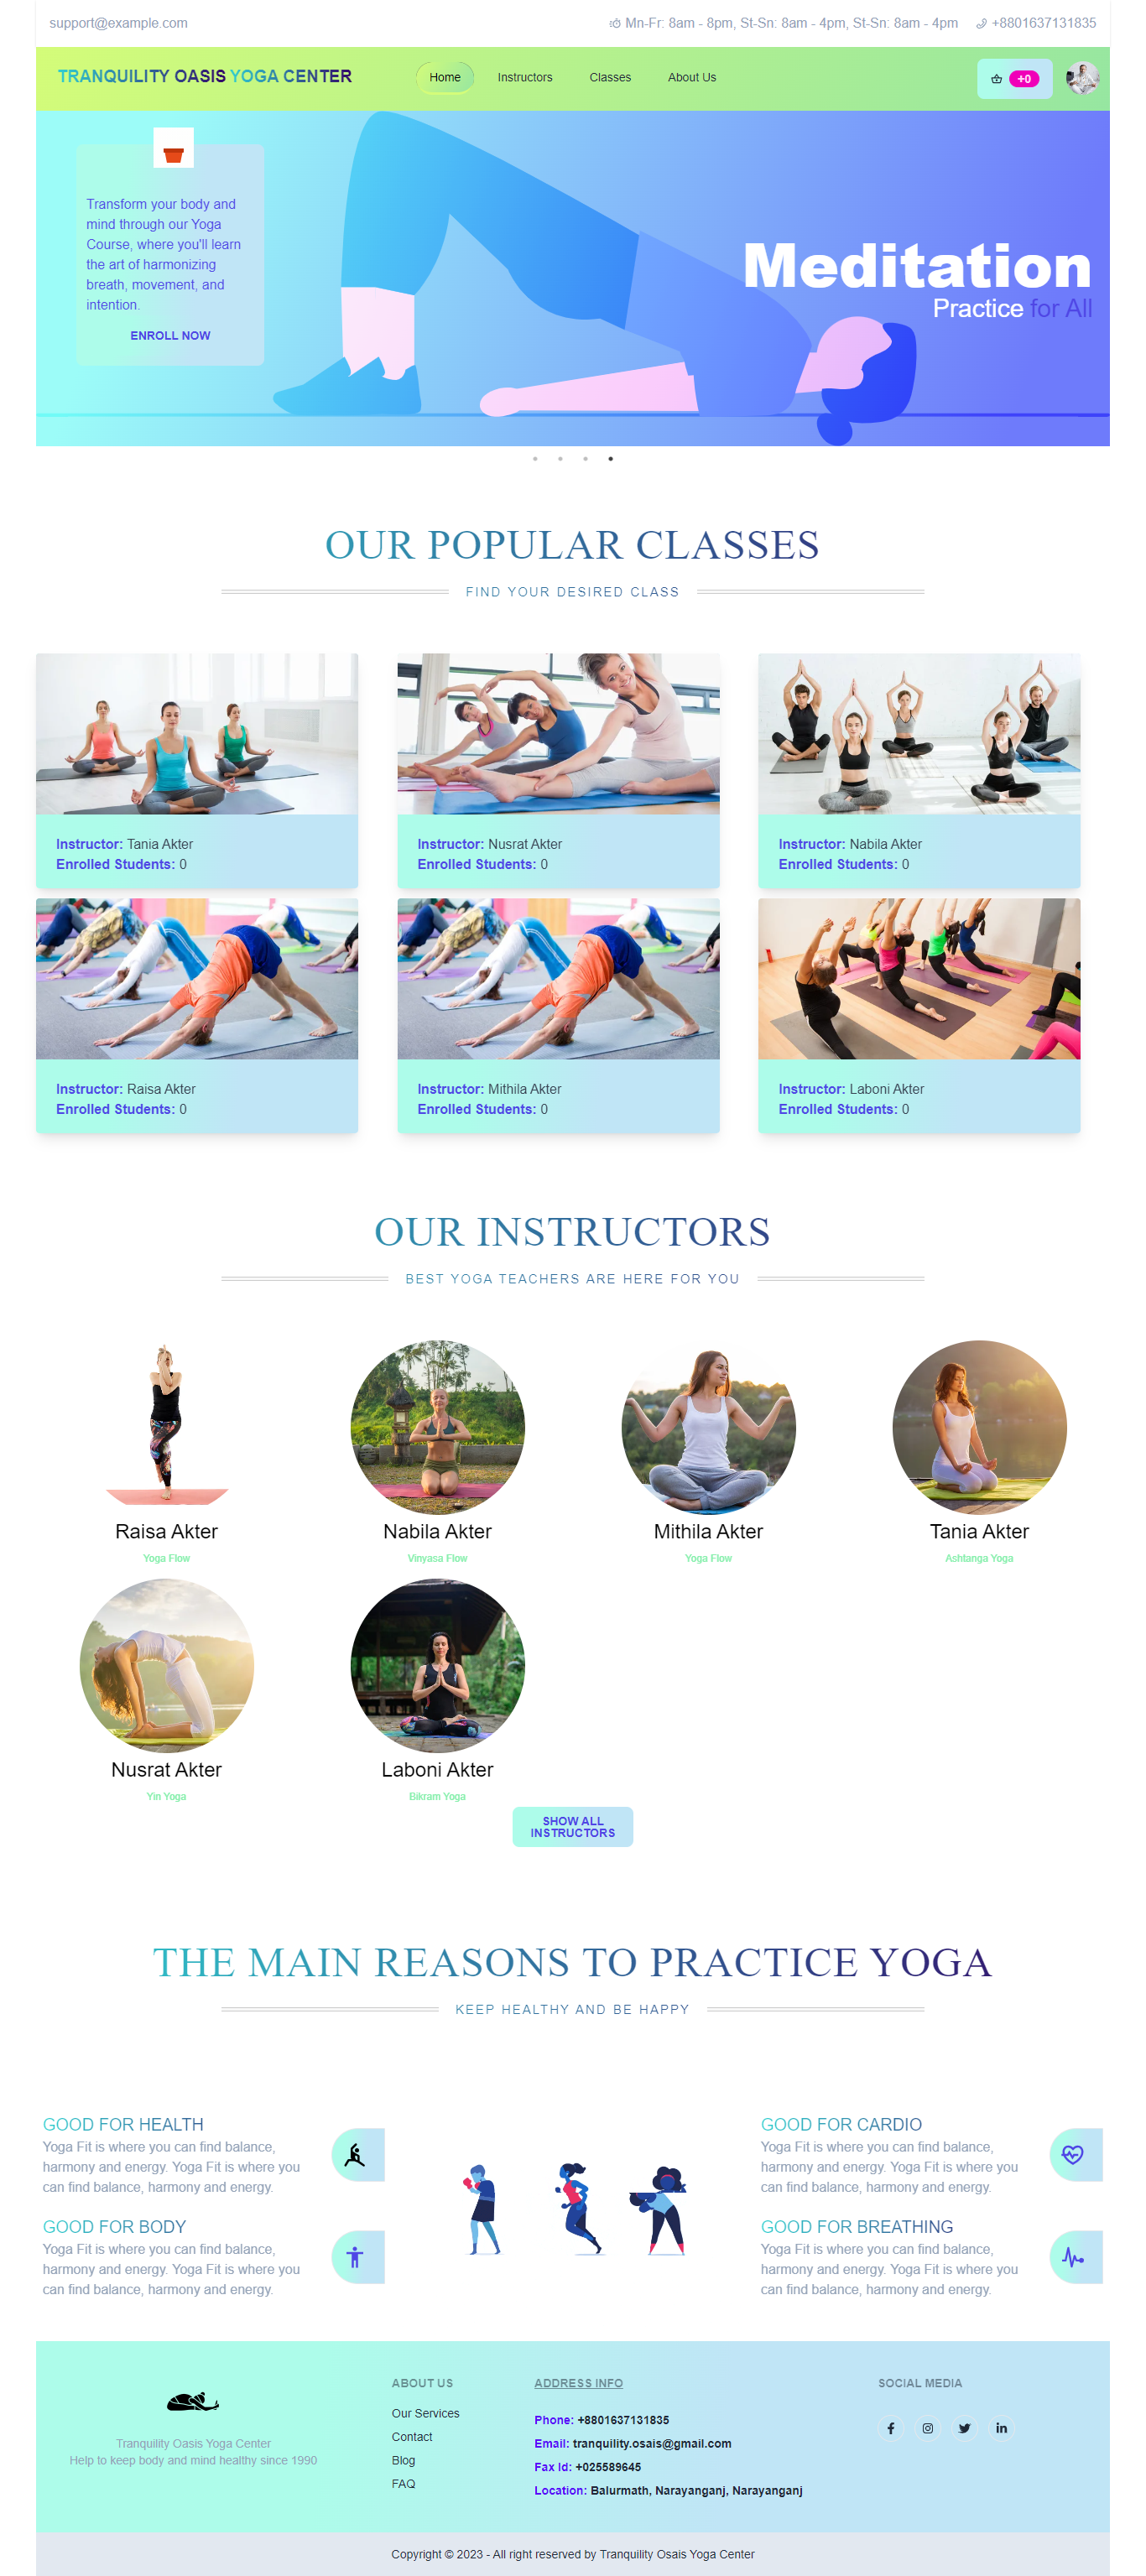 support@example.com
Mn-Fr: 8am - 8pm, St-Sn: 8am - 4pm, St-Sn: 8am - 4pm
+8801637131835
TRANQUILITY OASIS YOGA CENTER
Home
Instructors
Classes
About Us
+0
Transform your body and
mind through our Yoga
Course, where you'll learn
the art of harmonizing
breath, movement, and
intention.
ENROLL NOW
Meditation
Practice for All
OUR POPULAR CLASSES
FIND YOUR DESIRED CLASS
Instructor: Tania Akter
Enrolled Students: 0
Instructor: Nusrat Akter
Enrolled Students: 0
Instructor: Nabila Akter
Enrolled Students: 0
Instructor: Raisa Akter
Enrolled Students: 0
Instructor: Mithila Akter
Enrolled Students: 0
Instructor: Laboni Akter
Enrolled Students: 0
OUR INSTRUCTORS
BEST YOGA TEACHERS ARE HERE FOR YOU
Raisa Akter
Yoga Flow
Nabila Akter
Vinyasa Flow
Mithila Akter
Yoga Flow
Tania Akter
Ashtanga Yoga
Nusrat Akter
Yin Yoga
Laboni Akter
Bikram Yoga
SHOW ALL
INSTRUCTORS
THE MAIN REASONS TO PRACTICE YOGA
KEEP HEALTHY AND BE HAPPY
GOOD FOR HEALTH
Yoga Fit is where you can find balance,
harmony and energy. Yoga Fit is where you
can find balance, harmony and energy.
GOOD FOR BODY
Yoga Fit is where you can find balance,
harmony and energy. Yoga Fit is where you
can find balance, harmony and energy.
GOOD FOR CARDIO
Yoga Fit is where you can find balance,
harmony and energy. Yoga Fit is where you
can find balance, harmony and energy.
GOOD FOR BREATHING
Yoga Fit is where you can find balance,
harmony and energy. Yoga Fit is where you
can find balance, harmony and energy.
Tranquility Oasis Yoga Center
Help to keep body and mind healthy since 1990
ABOUT US
Our Services
Contact
Blog
FAQ
ADDRESS INFO
Phone: +8801637131835
Email: tranquility.osais@gmail.com
Fax Id: +025589645
Location: Balurmath, Narayanganj, Narayanganj
SOCIAL MEDIA
Copyright © 2023 - All right reserved by Tranquility Osais Yoga Center